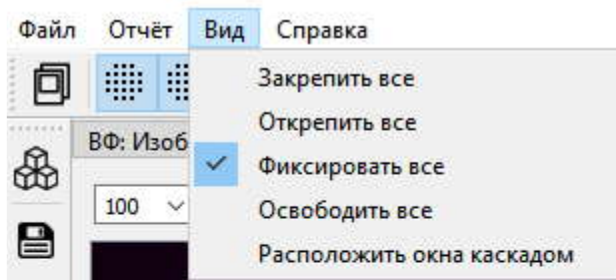 Файл Отчёт Вид Справка
Закрепить все
Открепить все
ВФ: Изоб
Фиксировать все
100
Освободить все
Расположить окна каскадом